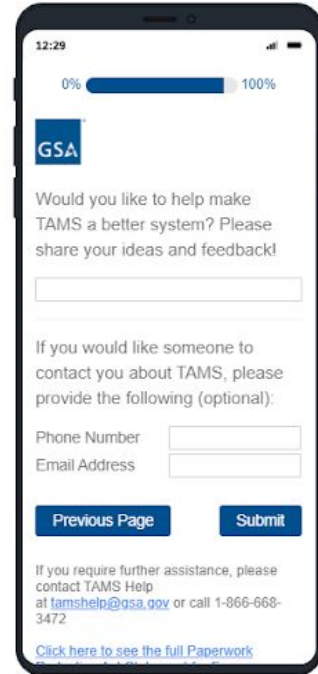 12:29
0% 100%
GSA
Would you like to help make
TAMS a better system? Please
share your ideas and feedback!
If you would like someone to
contact you about TAMS, please
provide the following (optional):
Phone Number
Email Address
Previous Page Submit
If you require further assistance, please
contact TAMS Help
at tamshelp@gsa.gov or call 1-866-668-
3472
Click here to see the full Paperwork